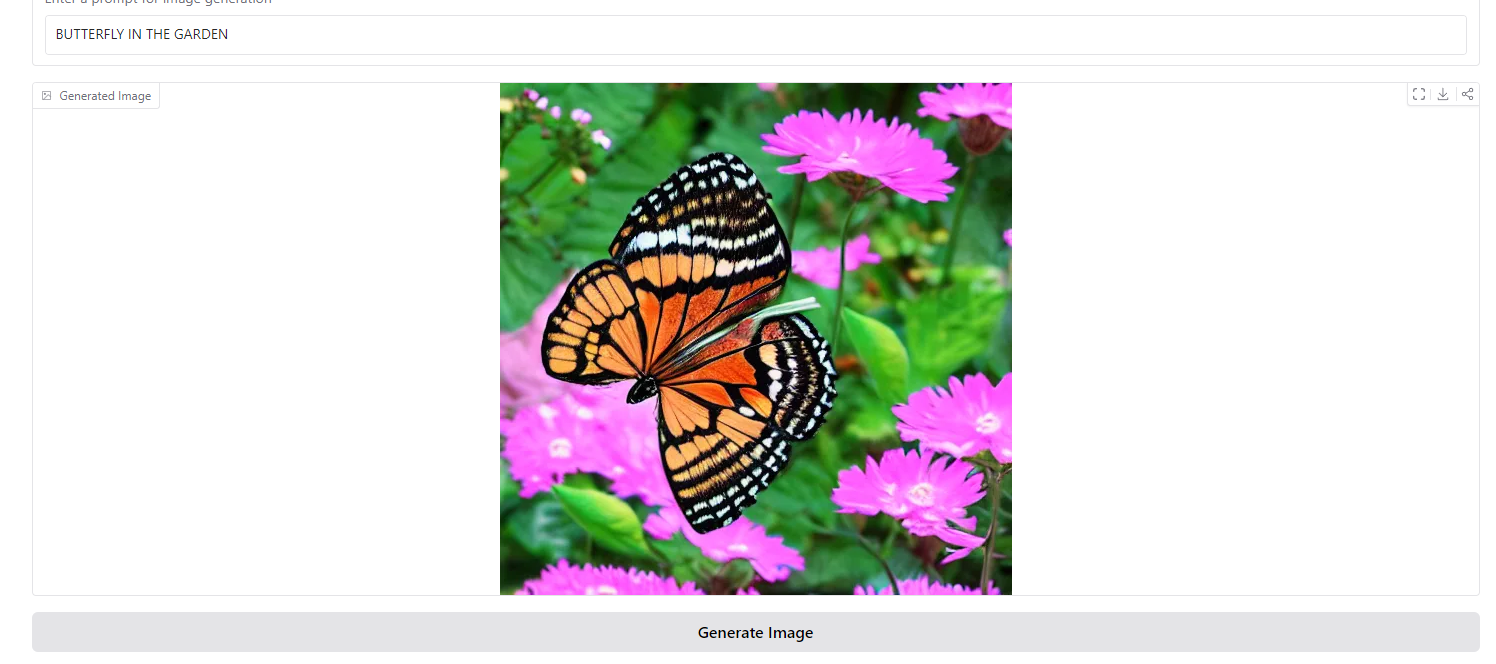 Enter a prompt for image generation
BUTTERFLY IN THE GARDEN
Generated Image
Generate Image